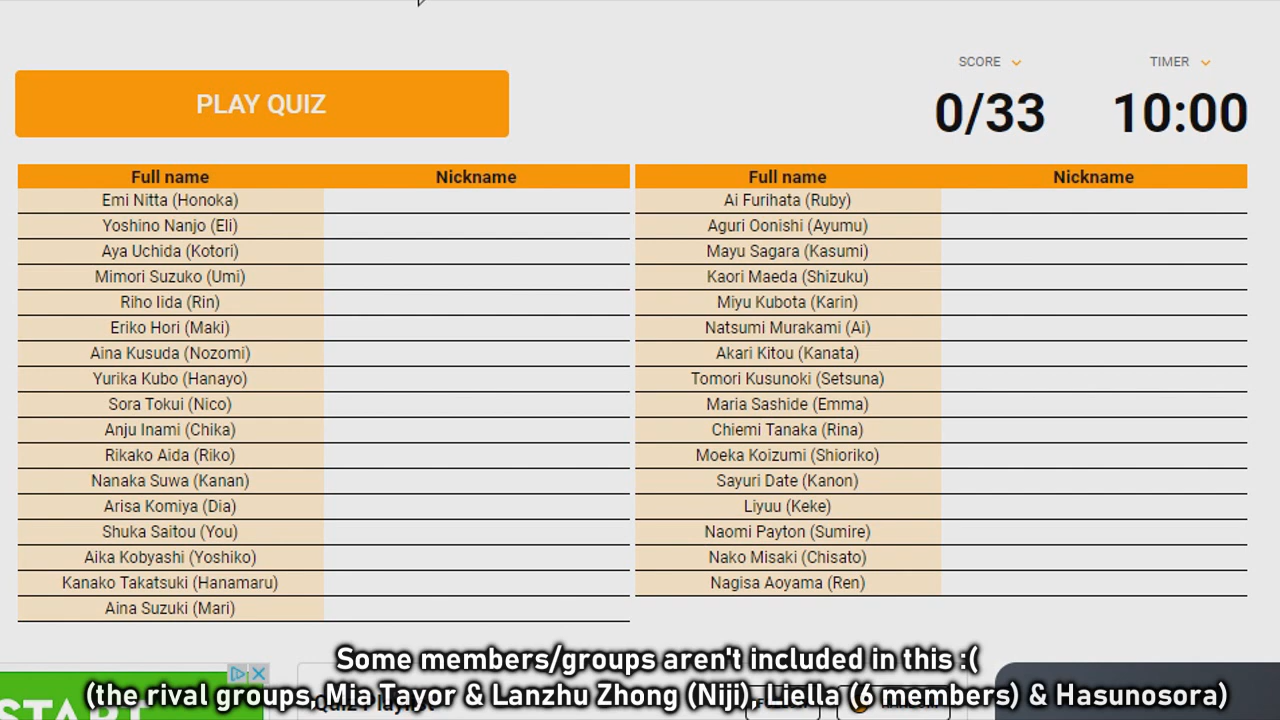 SCORE
TIMER
PLAY QUIZ
0/33
10:00
Full name
Nickname
Emi Nitta (Honoka)
Yoshino Nanjo (Eli)
Aya Uchida (Kotori)
Mimori Suzuko (Umi)
Riho Iida (Rin)
Eriko Hori (Maki)
Aina Kusuda (Nozomi)
Yurika Kubo (Hanayo)
Sora Tokui (Nico)
Anju Inami (Chika)
Rikako Aida (Riko)
Nanaka Suwa (Kanan)
Arisa Komiya (Dia)
Shuka Saitou (You)
Aika Kobyashi (Yoshiko)
Kanako Takatsuki (Hanamaru)
Aina Suzuki (Mari)
Full name
Nickname
Ai Furihata (Ruby)
Aguri Oonishi (Ayumu)
Mayu Sagara (Kasumi)
Kaori Maeda (Shizuku)
Miyu Kubota (Karin)
Natsumi Murakami (Ai)
Akari Kitou (Kanata)
Tomori Kusunoki (Setsuna)
Maria Sashide (Emma)
Chiemi Tanaka (Rina)
Moeka Koizumi (Shioriko)
Sayuri Date (Kanon)
Liyuu (Keke)
Naomi Payton (Sumire)
Nako Misaki (Chisato)
Nagisa Aoyama (Ren)
Some members/groups aren't included in this :(
(the rival groups, Mia Tayor & Lanzhu Zhong (Niji), Liella (6 members) & Hasunosora)
START